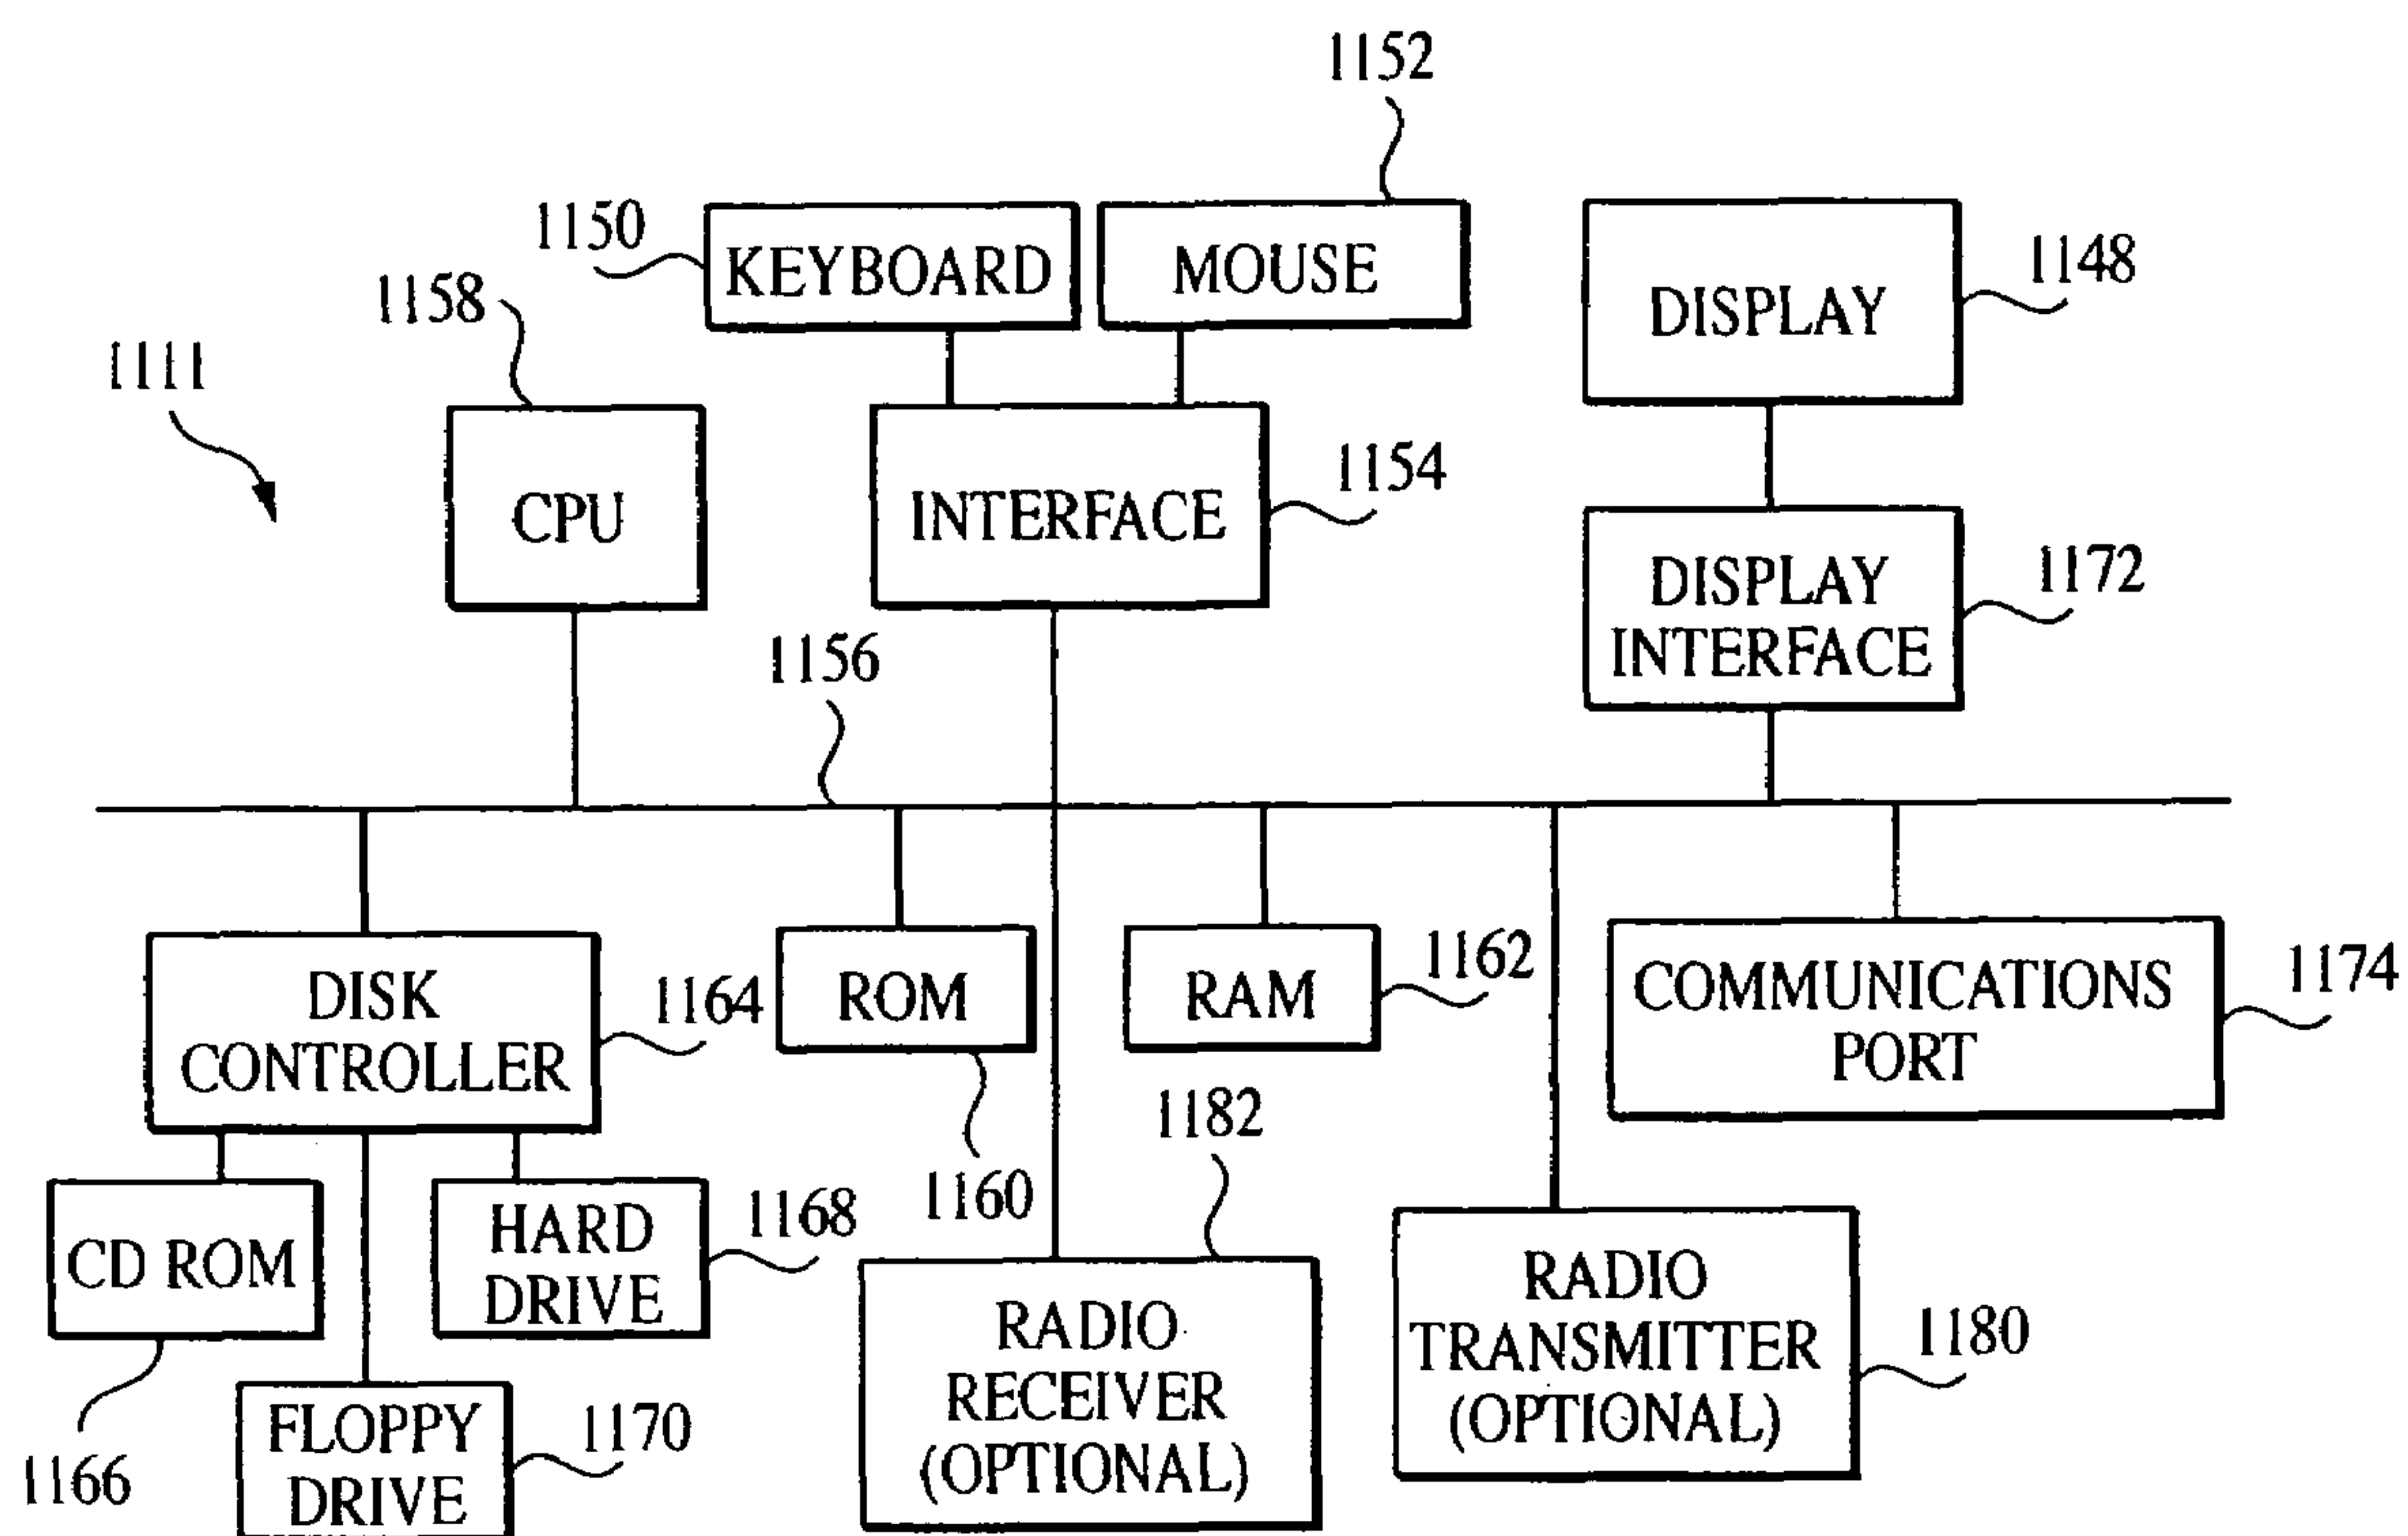 1152
1150
KEYBOARD
MOUSE
1148
DISPLAY
1158
1111
CPU
INTERFACE
1154
DISPLAY
INTERFACE
1172
1156
DISK
CONTROLLER
1164
ROM
RAM
1162
COMMUNICATIONS
PORT
1174
1160
1182
CD ROM
HARD
DRIVE
1168
RADIO
RECEIVER
(OPTIONAL)
RADIO
TRANSMITTER
(OPTIONAL)
1180
1166
FLOPPY
DRIVE
1170